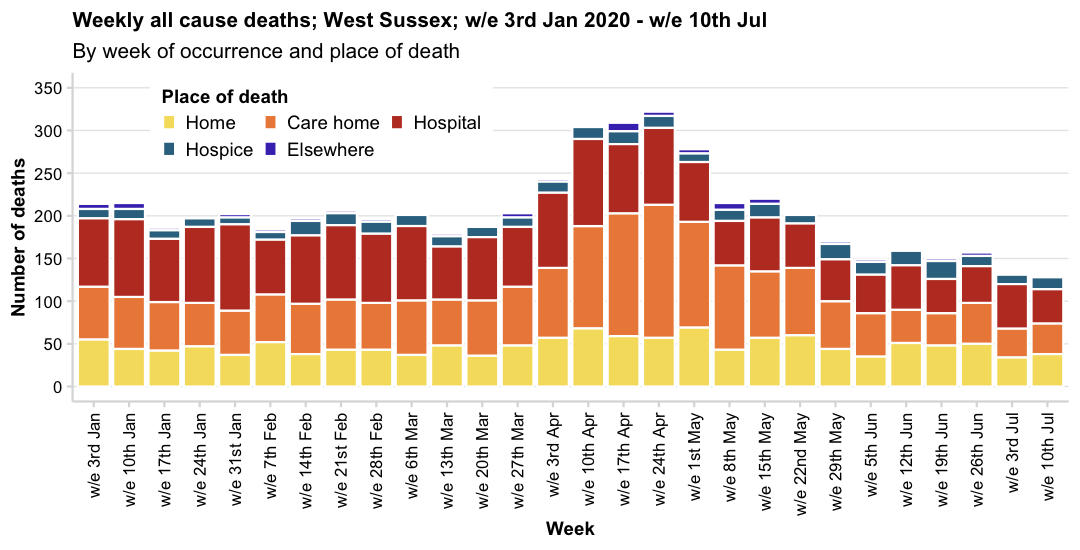 Weekly all cause deaths; West Sussex; w/e 3rd Jan 2020 - w/e 10th Jul
By week of occurrence and place of death
Place of death
Home Care home Hospital
Hospice Elsewhere
Number of deaths
350
300
250
200
150
100
50
0
w/e 3rd Jan
w/e 10th Jan
w/e 17th Jan
w/e 24th Jan
w/e 31st Jan
w/e 7th Feb
w/e 14th Feb
w/e 21st Feb
w/e 28th Feb
w/e 6th Mar
w/e 13th Mar
w/e 20th Mar
w/e 27th Mar
w/e 3rd Apr
w/e 10th Apr
w/e 17th Apr
w/e 24th Apr
w/e 1st May
w/e 8th May
w/e 15th May
w/e 22nd May
w/e 29th May
w/e 5th Jun
w/e 12th Jun
w/e 19th Jun
w/e 26th Jun
w/e 3rd Jul
w/e 10th Jul
Week